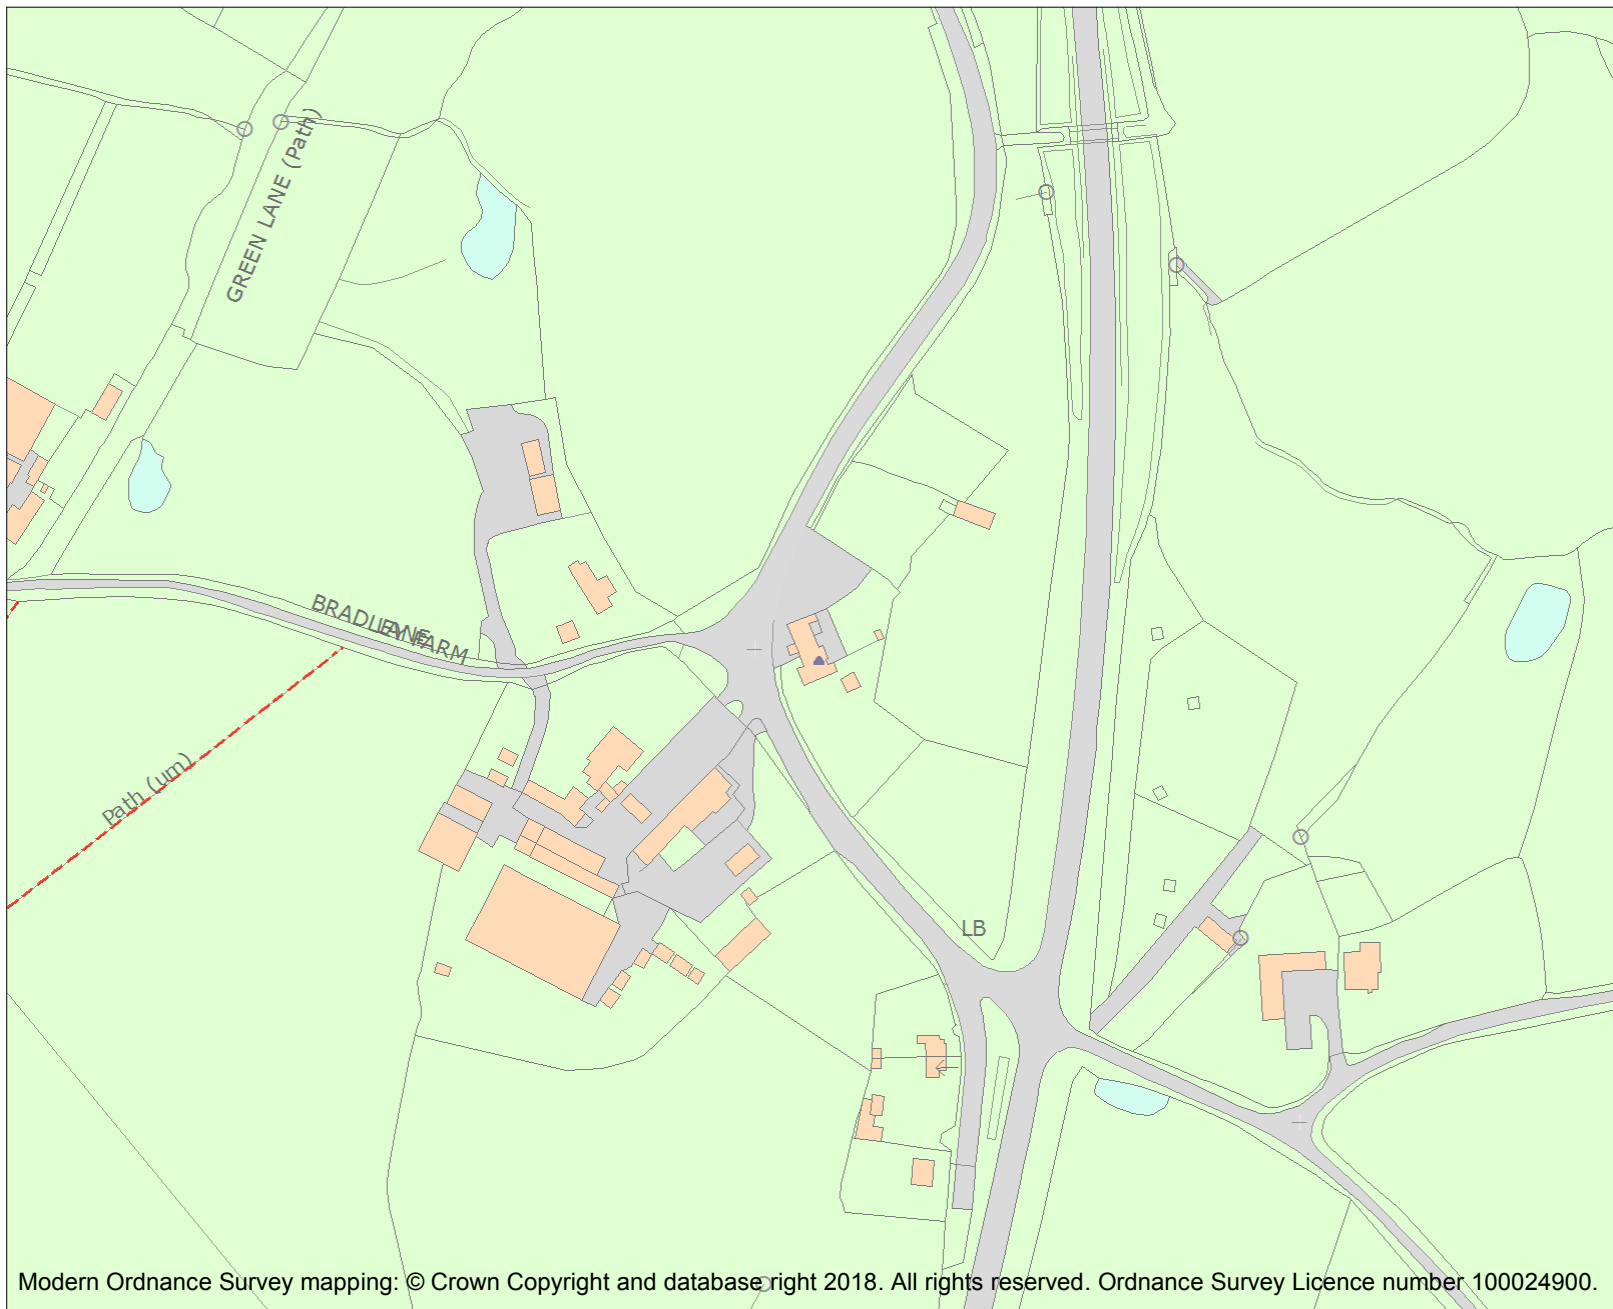 GREEN LANE (Path)
BRADLEY FARM
LANE
Path (um)
LB
Modern Ordnance Survey mapping: © Crown Copyright and database right 2018. All rights reserved. Ordnance Survey Licence number 100024900.